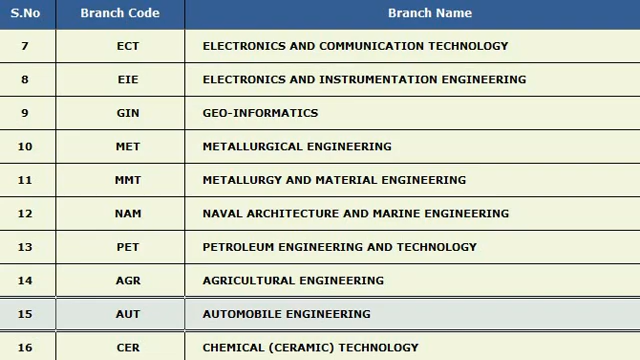 S.No Branch Code Branch Name
7 ECT ELECTRONICS AND COMMUNICATION TECHNOLOGY
8 EIE ELECTRONICS AND INSTRUMENTATION ENGINEERING
9 GIN GEO-INFORMATICS
10 MET METALLURGICAL ENGINEERING
11 MMT METALLURGY AND MATERIAL ENGINEERING
12 NAM NAVAL ARCHITECTURE AND MARINE ENGINEERING
13 PET PETROLEUM ENGINEERING AND TECHNOLOGY
14 AGR AGRICULTURAL ENGINEERING
15 AUT AUTOMOBILE ENGINEERING
16 CER CHEMICAL (CERAMIC) TECHNOLOGY